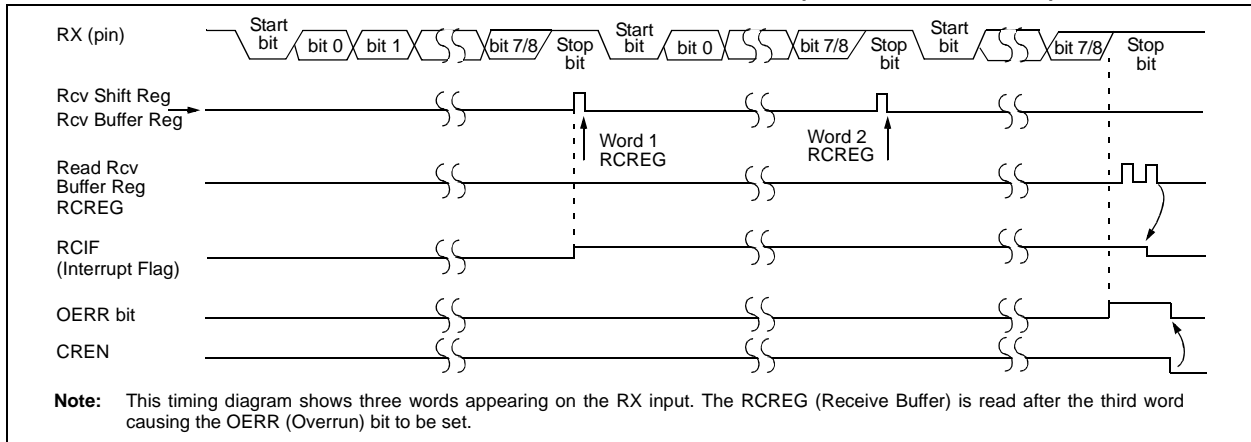 RX (pin)
Start
bit
bit 0
bit 1
bit 7/8
Stop
bit
Start
bit
bit 0
bit 7/8
Stop
bit
Start
bit
bit 7/8
Stop
bit
Rcv Shift Reg
Rcv Buffer Reg
Word 1
RCREG
Word 2
RCREG
Read Rcv
Buffer Reg
RCREG
RCIF
(Interrupt Flag)
OERR bit
CREN
Note: This timing diagram shows three words appearing on the RX input. The RCREG (Receive Buffer) is read after the third word
causing the OERR (Overrun) bit to be set.